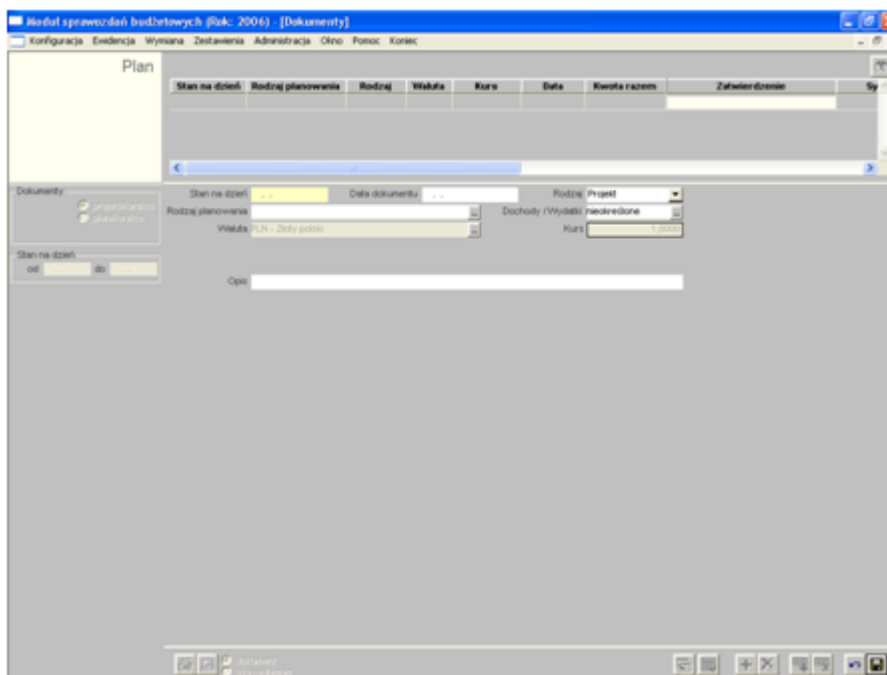 Moduł sprawozdań budżetowych (Rok: 2006) - [Dokumenty]
Konfiguracja Ewidencja Wymiana Zestawienia Administracja Okno Pomoc Koniec
Plan
Stan na dzień Rodzaj planowania Rodzaj Waluta Kurs Data Kwota razem Zatwierdzenie Sy
Dokumenty
Stan na dzień . . Data dokumentu . . Rodzaj Projekt
Rodzaj planowania Dochody / Wydatki nieokreślone
Waluta PLN - Złoty polski Kurs 1,0000
Stan na dzień
od do
Opis
dokument